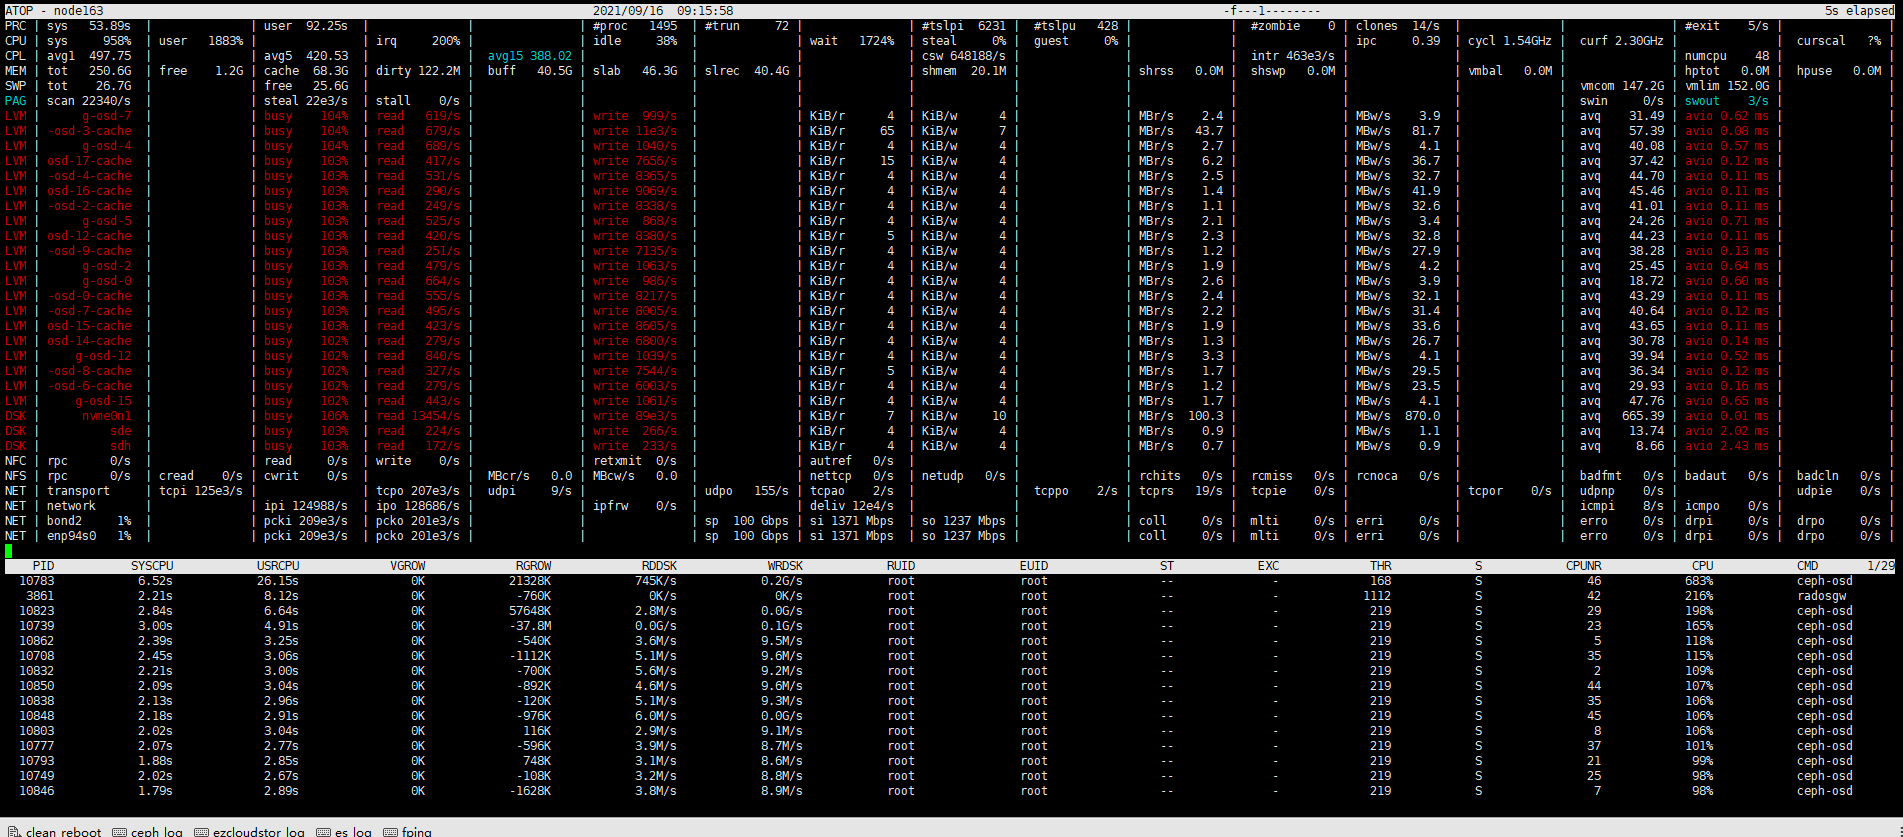 ATOP - node163 2021/09/16 09:15:58 -f---1-------- 5s elapsed
PRC | sys 53.89s | | user 92.25s | | | #proc 1495 | #trun 72 | | #tslpi 6231 | #tslpu 428 | | #zombie 0 | clones 14/s | | | #exit 5/s | |
CPU | sys 958% | user 1883% | | irq 200% | | idle 38% | | wait 1724% | steal 0% | guest 0% | | | ipc 0.39 | cycl 1.54GHz | curf 2.30GHz | | curscal ?% |
CPL | avg1 497.75 | | avg5 420.53 | | avg15 388.02 | | | | csw 648188/s | | | intr 463e3/s | | | | numcpu 48 | |
MEM | tot 250.6G | free 1.2G | cache 68.3G | dirty 122.2M | buff 40.5G | slab 46.3G | slrec 40.4G | | shmem 20.1M | | shrss 0.0M | shswp 0.0M | | vmbal 0.0M | | hptot 0.0M | hpuse 0.0M |
SWP | tot 26.7G | | free 25.6G | | | | | | | | | | | | vmcom 147.2G | vmlim 152.0G | |
PAG | scan 22340/s | | steal 22e3/s | stall 0/s | | | | | | | | | | | swin 0/s | swout 3/s | |
LVM | g-osd-7 | | busy 104% | read 619/s | | write 999/s | | KiB/r 4 | KiB/w 4 | | MBr/s 2.4 | | MBw/s 3.9 | | avq 31.49 | avio 0.62 ms | |
LVM | -osd-3-cache | | busy 104% | read 679/s | | write 11e3/s | | KiB/r 65 | KiB/w 7 | | MBr/s 43.7 | | MBw/s 81.7 | | avq 57.39 | avio 0.08 ms | |
LVM | g-osd-4 | | busy 104% | read 689/s | | write 1040/s | | KiB/r 4 | KiB/w 4 | | MBr/s 2.7 | | MBw/s 4.1 | | avq 40.08 | avio 0.57 ms | |
LVM | osd-17-cache | | busy 103% | read 417/s | | write 7656/s | | KiB/r 15 | KiB/w 4 | | MBr/s 6.2 | | MBw/s 36.7 | | avq 37.42 | avio 0.12 ms | |
LVM | -osd-4-cache | | busy 103% | read 531/s | | write 8365/s | | KiB/r 4 | KiB/w 4 | | MBr/s 2.5 | | MBw/s 32.7 | | avq 44.70 | avio 0.11 ms | |
LVM | osd-16-cache | | busy 103% | read 290/s | | write 9069/s | | KiB/r 4 | KiB/w 4 | | MBr/s 1.4 | | MBw/s 41.9 | | avq 45.46 | avio 0.11 ms | |
LVM | -osd-2-cache | | busy 103% | read 249/s | | write 8338/s | | KiB/r 4 | KiB/w 4 | | MBr/s 1.1 | | MBw/s 32.6 | | avq 41.01 | avio 0.11 ms | |
LVM | g-osd-5 | | busy 103% | read 525/s | | write 868/s | | KiB/r 4 | KiB/w 4 | | MBr/s 2.1 | | MBw/s 3.4 | | avq 24.26 | avio 0.71 ms | |
LVM | osd-12-cache | | busy 103% | read 420/s | | write 8380/s | | KiB/r 5 | KiB/w 4 | | MBr/s 2.3 | | MBw/s 32.8 | | avq 44.23 | avio 0.11 ms | |
LVM | -osd-9-cache | | busy 103% | read 251/s | | write 7135/s | | KiB/r 4 | KiB/w 4 | | MBr/s 1.2 | | MBw/s 27.9 | | avq 38.28 | avio 0.13 ms | |
LVM | g-osd-2 | | busy 103% | read 479/s | | write 1063/s | | KiB/r 4 | KiB/w 4 | | MBr/s 1.9 | | MBw/s 4.2 | | avq 25.45 | avio 0.64 ms | |
LVM | g-osd-0 | | busy 103% | read 664/s | | write 986/s | | KiB/r 4 | KiB/w 4 | | MBr/s 2.6 | | MBw/s 3.9 | | avq 18.72 | avio 0.60 ms | |
LVM | -osd-0-cache | | busy 103% | read 555/s | | write 8217/s | | KiB/r 4 | KiB/w 4 | | MBr/s 2.4 | | MBw/s 32.1 | | avq 43.29 | avio 0.11 ms | |
LVM | -osd-7-cache | | busy 103% | read 495/s | | write 8005/s | | KiB/r 4 | KiB/w 4 | | MBr/s 2.2 | | MBw/s 31.4 | | avq 40.64 | avio 0.12 ms | |
LVM | osd-15-cache | | busy 103% | read 423/s | | write 8605/s | | KiB/r 4 | KiB/w 4 | | MBr/s 1.9 | | MBw/s 33.6 | | avq 43.65 | avio 0.11 ms | |
LVM | osd-14-cache | | busy 102% | read 279/s | | write 6800/s | | KiB/r 4 | KiB/w 4 | | MBr/s 1.3 | | MBw/s 26.7 | | avq 30.78 | avio 0.14 ms | |
LVM | g-osd-12 | | busy 102% | read 840/s | | write 1039/s | | KiB/r 4 | KiB/w 4 | | MBr/s 3.3 | | MBw/s 4.1 | | avq 39.94 | avio 0.52 ms | |
LVM | -osd-8-cache | | busy 102% | read 327/s | | write 7544/s | | KiB/r 5 | KiB/w 4 | | MBr/s 1.7 | | MBw/s 29.5 | | avq 36.34 | avio 0.12 ms | |
LVM | -osd-6-cache | | busy 102% | read 279/s | | write 6003/s | | KiB/r 4 | KiB/w 4 | | MBr/s 1.2 | | MBw/s 23.5 | | avq 29.93 | avio 0.16 ms | |
LVM | g-osd-15 | | busy 102% | read 443/s | | write 1061/s | | KiB/r 4 | KiB/w 4 | | MBr/s 1.7 | | MBw/s 4.1 | | avq 47.76 | avio 0.65 ms | |
DSK | nvme0n1 | | busy 106% | read 13454/s | | write 89e3/s | | KiB/r 7 | KiB/w 10 | | MBr/s 100.3 | | MBw/s 870.0 | | avq 665.39 | avio 0.01 ms | |
DSK | sde | | busy 103% | read 224/s | | write 266/s | | KiB/r 4 | KiB/w 4 | | MBr/s 0.9 | | MBw/s 1.1 | | avq 13.74 | avio 2.02 ms | |
DSK | sdh | | busy 103% | read 172/s | | write 233/s | | KiB/r 4 | KiB/w 4 | | MBr/s 0.7 | | MBw/s 0.9 | | avq 8.66 | avio 2.43 ms | |
NFC | rpc 0/s | | read 0/s | write 0/s | | retxmit 0/s | | autref 0/s | | | | | | | | | |
NFS | rpc 0/s | cread 0/s | cwrit 0/s | | MBcr/s 0.0 | MBcw/s 0.0 | | nettcp 0/s | netudp 0/s | | rchits 0/s | rcmiss 0/s | rcnoca 0/s | | badfmt 0/s | badaut 0/s | badcln 0/s |
NET | transport | tcpi 125e3/s | | tcpo 207e3/s | udpi 9/s | | udpo 155/s | tcpao 2/s | | tcppo 2/s | tcprs 19/s | tcpie 0/s | | tcpor 0/s | udpnp 0/s | | udpie 0/s |
NET | network | | ipi 124988/s | ipo 128686/s | | ipfrw 0/s | | deliv 12e4/s | | | | | | | icmpi 8/s | icmpo 0/s | |
NET | bond2 1% | | pcki 209e3/s | pcko 201e3/s | | | sp 100 Gbps | si 1371 Mbps | so 1237 Mbps | | coll 0/s | mlti 0/s | erri 0/s | | erro 0/s | drpi 0/s | drpo 0/s |
NET | enp94s0 1% | | pcki 209e3/s | pcko 201e3/s | | | sp 100 Gbps | si 1371 Mbps | so 1237 Mbps | | coll 0/s | mlti 0/s | erri 0/s | | erro 0/s | drpi 0/s | drpo 0/s |
PID SYSCPU USRCPU VGROW RGROW RDDSK WRDSK RUID EUID ST EXC THR S CPUNR CPU CMD 1/29
10783 6.52s 26.15s 0K 21328K 745K/s 0.2G/s root root -- - 168 S 46 683% ceph-osd
3861 2.21s 8.12s 0K -760K 0K/s 0K/s root root -- - 1112 S 42 216% radosgw
10823 2.84s 6.64s 0K 57648K 2.8M/s 0.0G/s root root -- - 219 S 29 198% ceph-osd
10739 3.00s 4.91s 0K -37.8M 0.0G/s 0.1G/s root root -- - 219 S 23 165% ceph-osd
10862 2.39s 3.25s 0K -540K 3.6M/s 9.5M/s root root -- - 219 S 5 118% ceph-osd
10708 2.45s 3.06s 0K -1112K 5.1M/s 9.6M/s root root -- - 219 S 35 115% ceph-osd
10832 2.21s 3.00s 0K -700K 5.6M/s 9.2M/s root root -- - 219 S 2 109% ceph-osd
10850 2.09s 3.04s 0K -892K 4.6M/s 9.6M/s root root -- - 219 S 44 107% ceph-osd
10838 2.13s 2.96s 0K -120K 5.1M/s 9.3M/s root root -- - 219 S 35 106% ceph-osd
10848 2.18s 2.91s 0K -976K 6.0M/s 0.0G/s root root -- - 219 S 45 106% ceph-osd
10803 2.02s 3.04s 0K 116K 2.9M/s 9.1M/s root root -- - 219 S 8 106% ceph-osd
10777 2.07s 2.77s 0K -596K 3.9M/s 8.7M/s root root -- - 219 S 37 101% ceph-osd
10793 1.88s 2.85s 0K 748K 3.1M/s 8.6M/s root root -- - 219 S 21 99% ceph-osd
10749 2.02s 2.67s 0K -108K 3.2M/s 8.8M/s root root -- - 219 S 25 98% ceph-osd
10846 1.79s 2.89s 0K -1628K 3.8M/s 8.9M/s root root -- - 219 S 7 98% ceph-osd
clean reboot ceph log ezcloudstor log es log fping